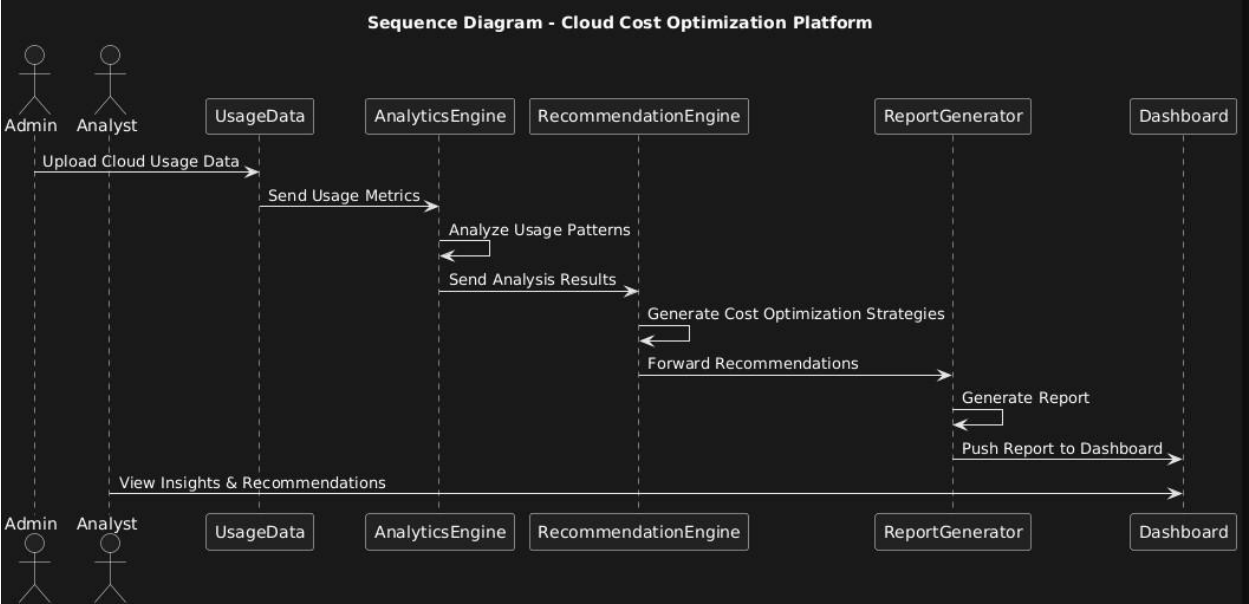 Sequence Diagram - Cloud Cost Optimization Platform
Admin
Analyst
UsageData
AnalyticsEngine
RecommendationEngine
ReportGenerator
Dashboard
Upload Cloud Usage Data
Send Usage Metrics
Analyze Usage Patterns
Send Analysis Results
Generate Cost Optimization Strategies
Forward Recommendations
Generate Report
Push Report to Dashboard
View Insights & Recommendations
Admin
Analyst
UsageData
AnalyticsEngine
RecommendationEngine
ReportGenerator
Dashboard